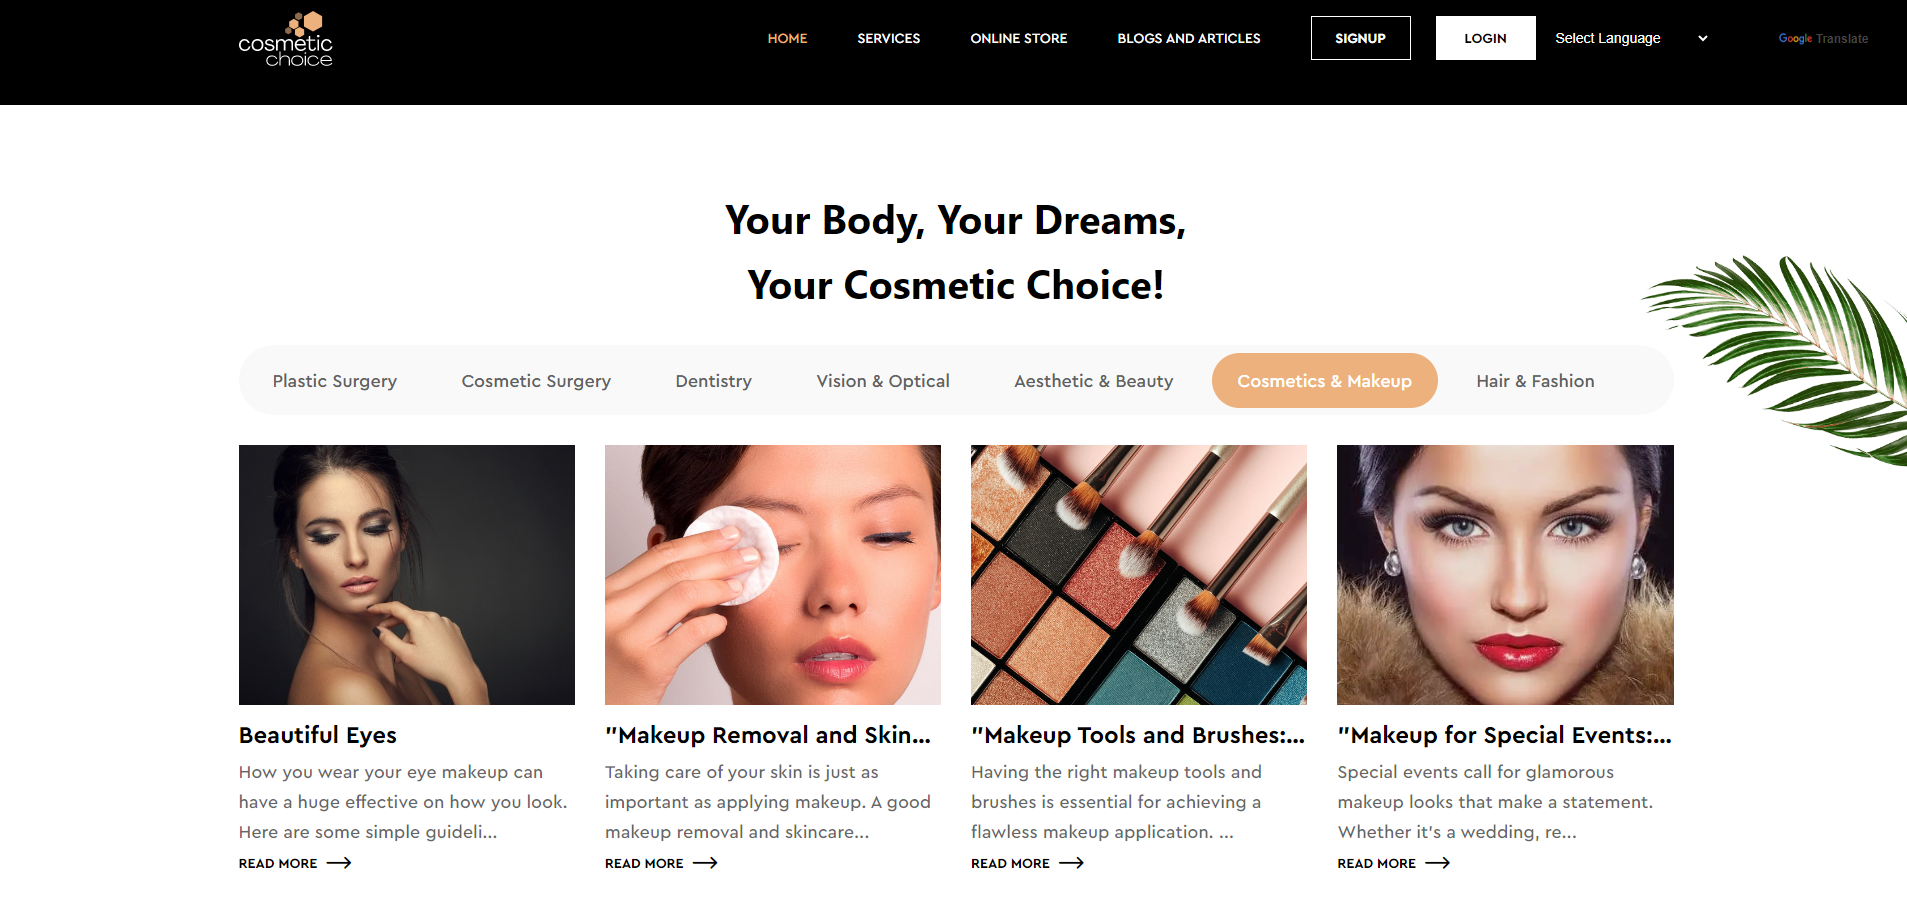 cosmetic
choice
HOME
SERVICES
ONLINE STORE
BLOGS AND ARTICLES
SIGNUP
LOGIN
Select Language
Google Translate
Your Body, Your Dreams,
Your Cosmetic Choice!
Plastic Surgery
Cosmetic Surgery
Dentistry
Vision & Optical
Aesthetic & Beauty
Cosmetics & Makeup
Hair & Fashion
Beautiful Eyes
How you wear your eye makeup can
have a huge effective on how you look.
Here are some simple guideli...
READ MORE
"Makeup Removal and Skin...
Taking care of your skin is just as
important as applying makeup. A good
makeup removal and skincare...
READ MORE
"Makeup Tools and Brushes:...
Having the right makeup tools and
brushes is essential for achieving a
flawless makeup application. ...
READ MORE
"Makeup for Special Events:...
Special events call for glamorous
makeup looks that make a statement.
Whether it's a wedding, re...
READ MORE